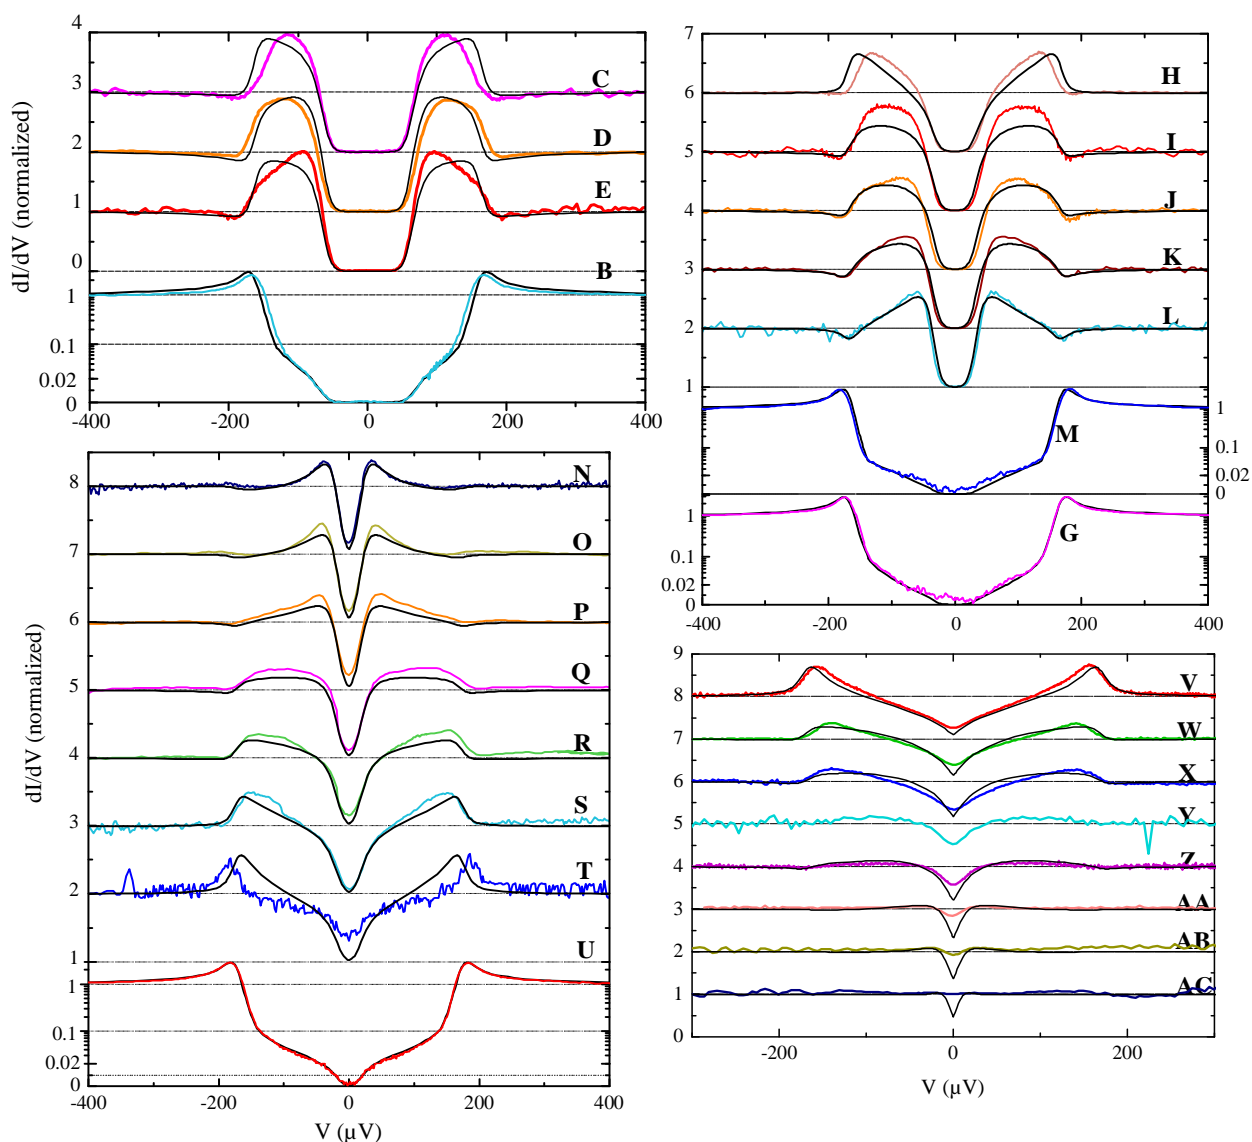 4
3
2
1
0
1
0.1
0.02
0
dI/dV (normalized)
C
D
E
B
-400
-200
0
200
400
7
6
5
4
3
2
1
H
I
J
K
L
M
G
1
0.1
0.02
0
1
0.1
0.02
0
-400
-200
0
200
400
8
7
6
5
4
3
2
1
1
0.1
0.02
0
dI/dV (normalized)
N
O
P
Q
R
S
T
U
-400
-200
0
200
400
V (µV)
9
8
7
6
5
4
3
2
1
0
V
W
X
Y
Z
AA
AB
AC
-200
0
200
V (µV)